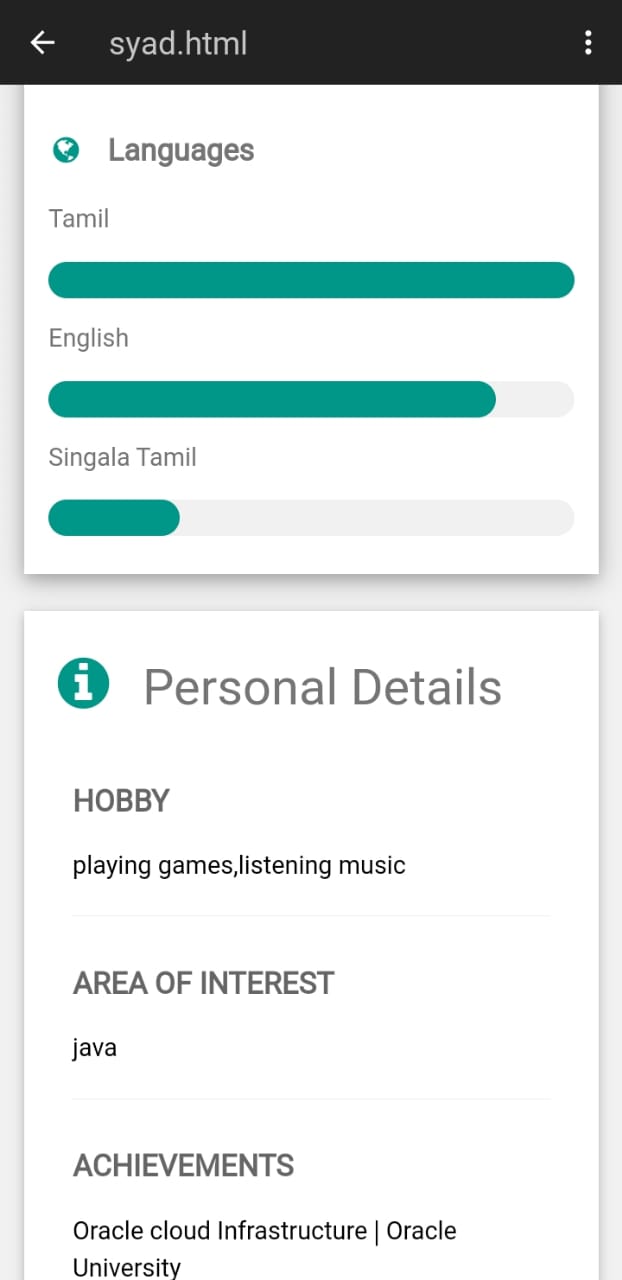 syad.html
Languages
Tamil
English
Singala Tamil
Personal Details
HOBBY
playing games,listening music
AREA OF INTEREST
java
ACHIEVEMENTS
Oracle cloud Infrastructure | Oracle
University